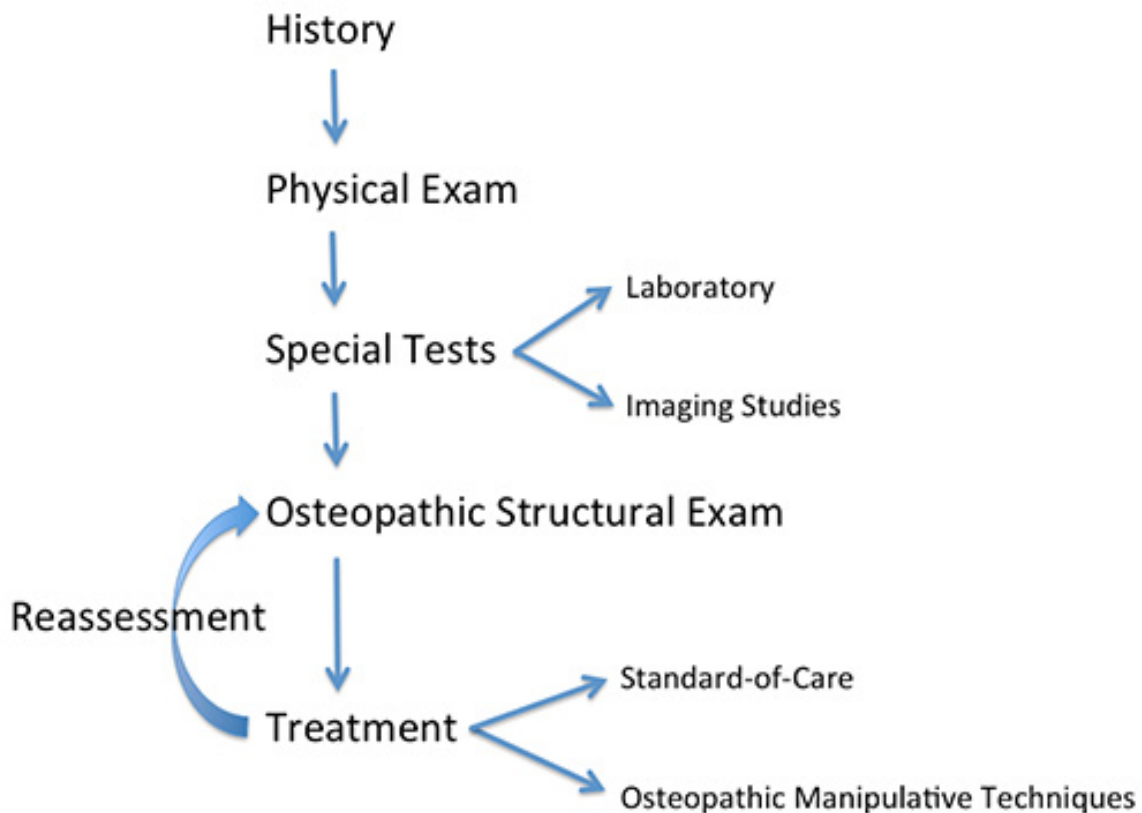 History
Physical Exam
Special Tests
Laboratory
Imaging Studies
Osteopathic Structural Exam
Reassessment
Treatment
Standard-of-Care
Osteopathic Manipulative Techniques